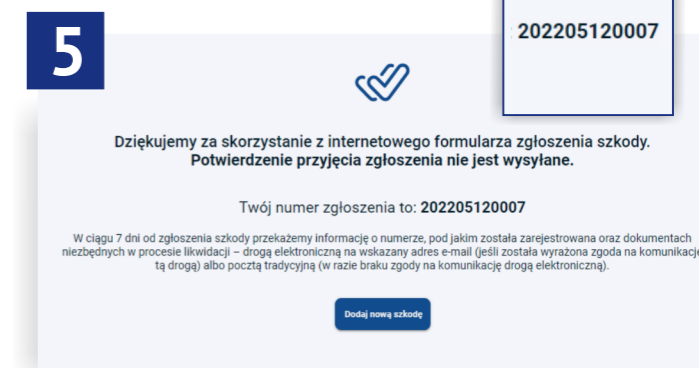 5
202205120007
Dziękujemy za skorzystanie z internetowego formularza zgłoszenia szkody.
Potwierdzenie przyjęcia zgłoszenia nie jest wysyłane.
Twój numer zgłoszenia to: 202205120007
W ciągu 7 dni od zgłoszenia szkody przekażemy informację o numerze, pod jakim została zarejestrowana oraz dokumentach
niezbędnych w procesie likwidacji – drogą elektroniczną na wskazany adres e-mail (jeśli została wyrażona zgoda na komunikację
tą drogą) albo pocztą tradycyjną (w razie braku zgody na komunikację drogą elektroniczną).
Dodaj nową szkodę